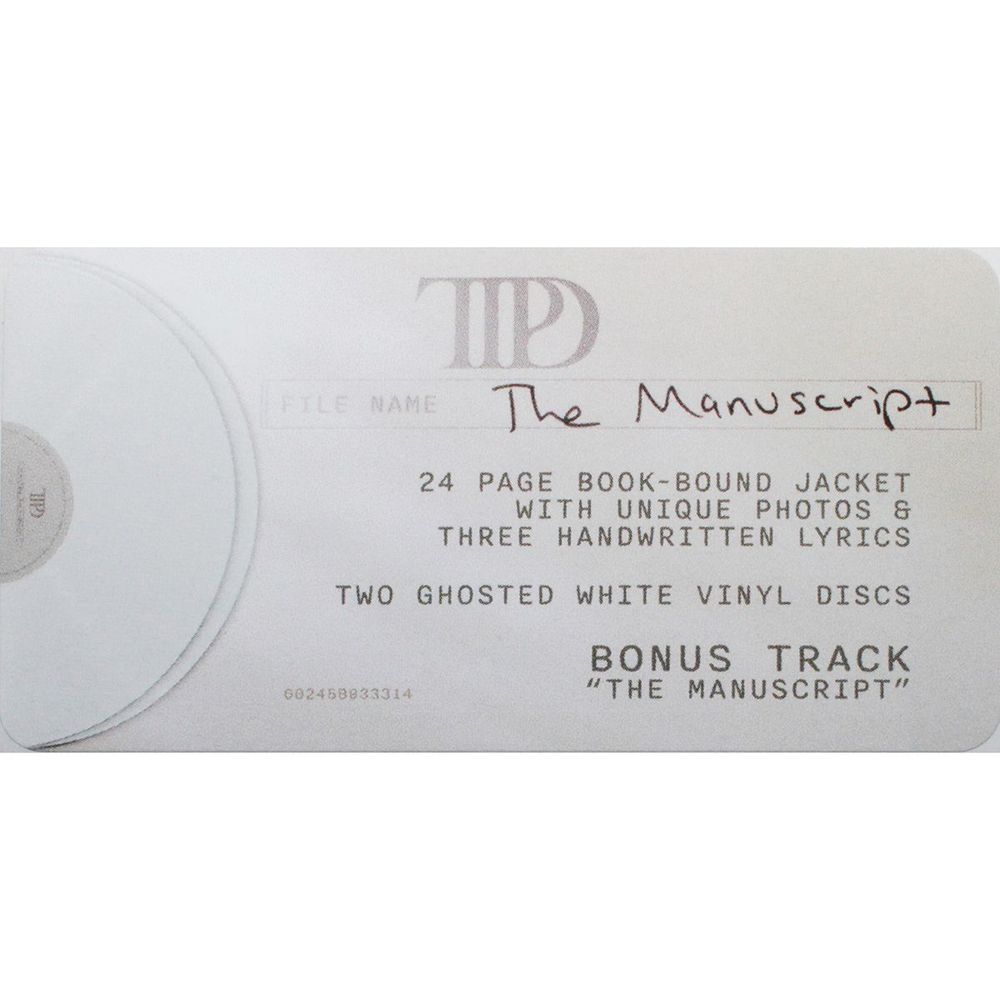 TTPD
FILE NAME The Manuscript
24 PAGE BOOK-BOUND JACKET
WITH UNIQUE PHOTOS &
THREE HANDWRITTEN LYRICS
TWO GHOSTED WHITE VINYL DISCS
BONUS TRACK
“THE MANUSCRIPT”
602458933314